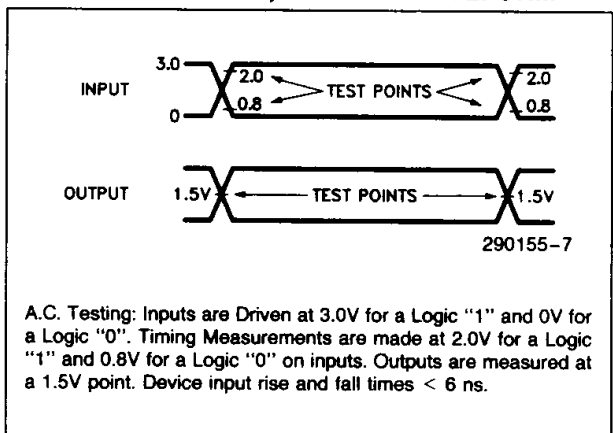 3.0
INPUT 2.0 TEST POINTS 2.0
0.8 0.8
0
OUTPUT 1.5V TEST POINTS 1.5V
290155-7
A.C. Testing: Inputs are Driven at 3.0V for a Logic "1" and 0V for
a Logic "0". Timing Measurements are made at 2.0V for a Logic
"1" and 0.8V for a Logic "0" on inputs. Outputs are measured at
a 1.5V point. Device input rise and fall times < 6 ns.